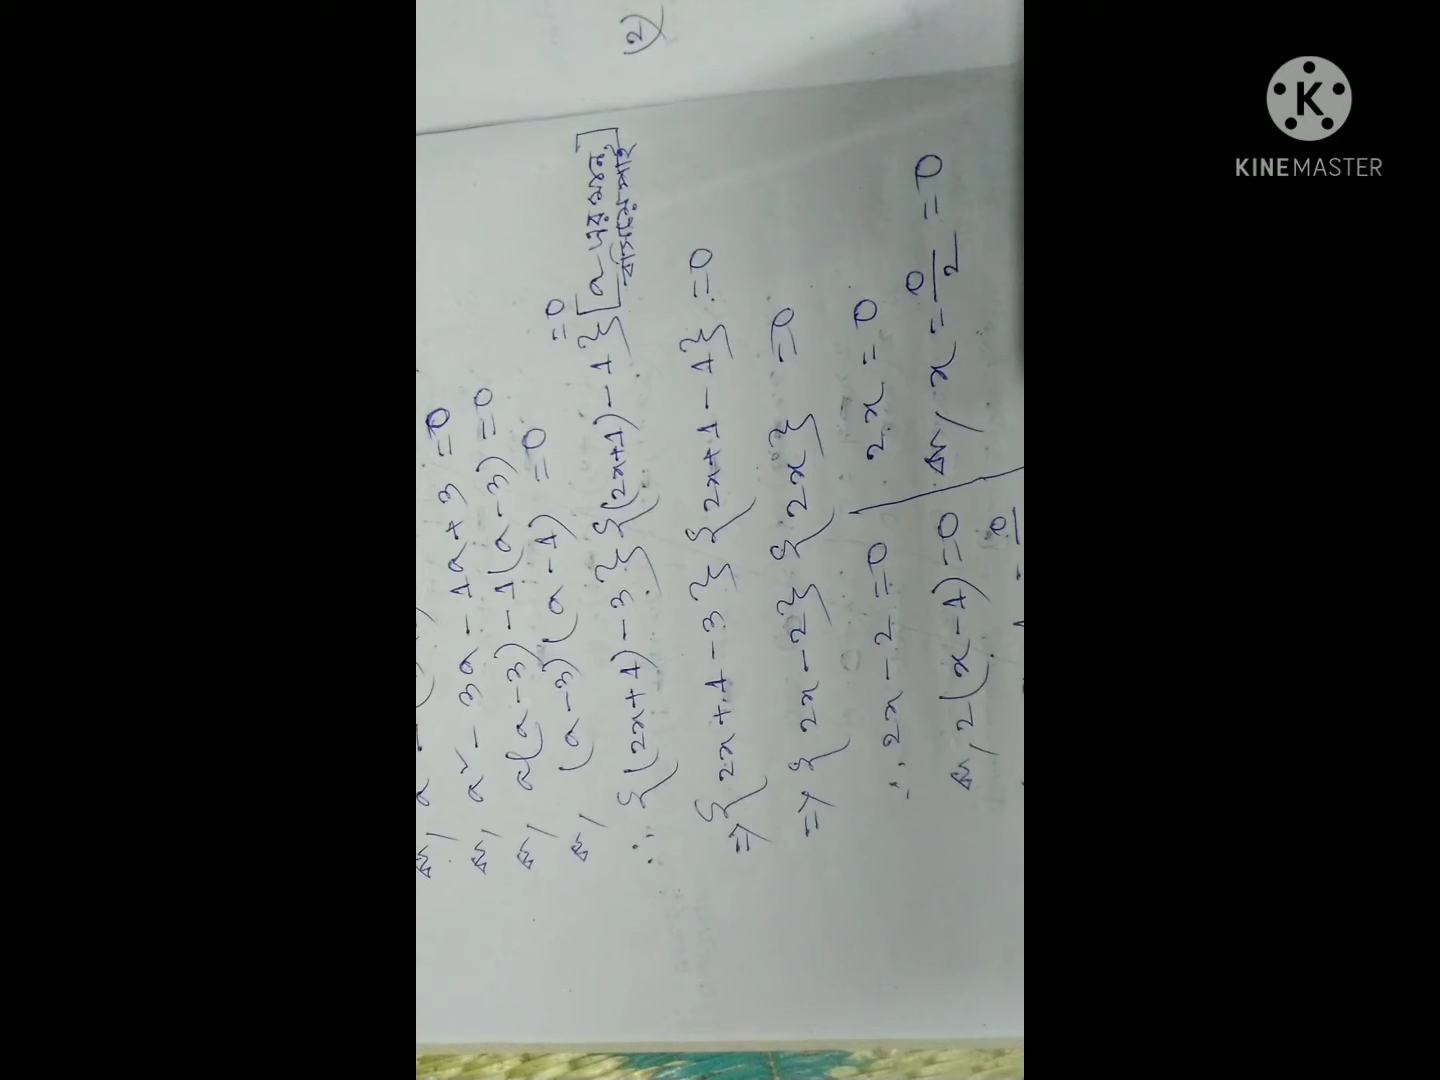 (2)
বা, a² - 3a - 1a + 3 = 0
বা, a(a-3) - 1(a-3) = 0
বা, (a-3)(a-1) = 0
∴ {(2x+1) - 3}{(2x+1) - 1} = 0 [a এর মান বসিয়ে পাই]
=> {2x+1-3}{2x+1-1} = 0
=> {2x-2}{2x} = 0
∴ 2x - 2 = 0 | 2x = 0
বা, 2(x-1) = 0 | বা, x = 0/2 = 0
KINEMASTER